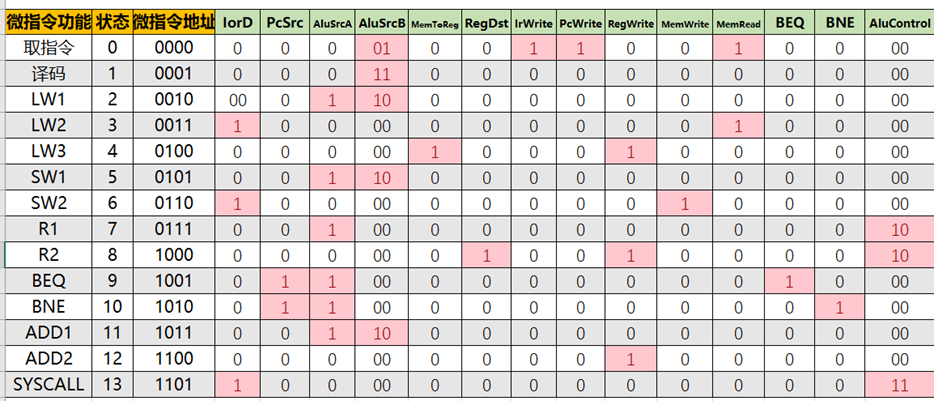 微指令功能 状态 微指令地址 IorD PcSrc AluSrcA AluSrcB MemToReg RegDst IrWrite PcWrite RegWrite MemWrite MemRead BEQ BNE AluControl
取指令 0 0000 0 0 0 01 0 0 1 1 0 0 1 0 0 00
译码 1 0001 0 0 0 11 0 0 0 0 0 0 0 0 0 00
LW1 2 0010 00 0 1 10 0 0 0 0 0 0 0 0 0 00
LW2 3 0011 1 0 0 00 0 0 0 0 0 0 1 0 0 00
LW3 4 0100 0 0 0 00 1 0 0 0 1 0 0 0 0 00
SW1 5 0101 0 0 1 10 0 0 0 0 0 0 0 0 0 00
SW2 6 0110 1 0 0 00 0 0 0 0 0 1 0 0 0 00
R1 7 0111 0 0 1 00 0 0 0 0 0 0 0 0 0 10
R2 8 1000 0 0 0 00 0 1 0 0 1 0 0 0 0 10
BEQ 9 1001 0 1 1 00 0 0 0 0 0 0 0 1 0 00
BNE 10 1010 0 1 1 00 0 0 0 0 0 0 0 0 1 00
ADD1 11 1011 0 0 1 10 0 0 0 0 0 0 0 0 0 00
ADD2 12 1100 0 0 0 00 0 0 0 0 1 0 0 0 0 00
SYSCALL 13 1101 1 0 0 00 0 0 0 0 0 0 0 0 0 11